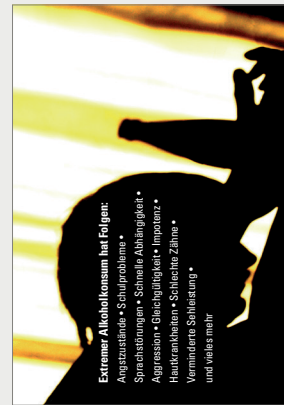 Extremer Alkoholkonsum hat Folgen:
Angstzustände • Schulprobleme •
Sprachstörungen • Schnelle Abhängigkeit •
Aggression • Gleichgültigkeit • Impotenz •
Hautkrankheiten • Schlechte Zähne •
Verminderte Sehleistung •
und vieles mehr